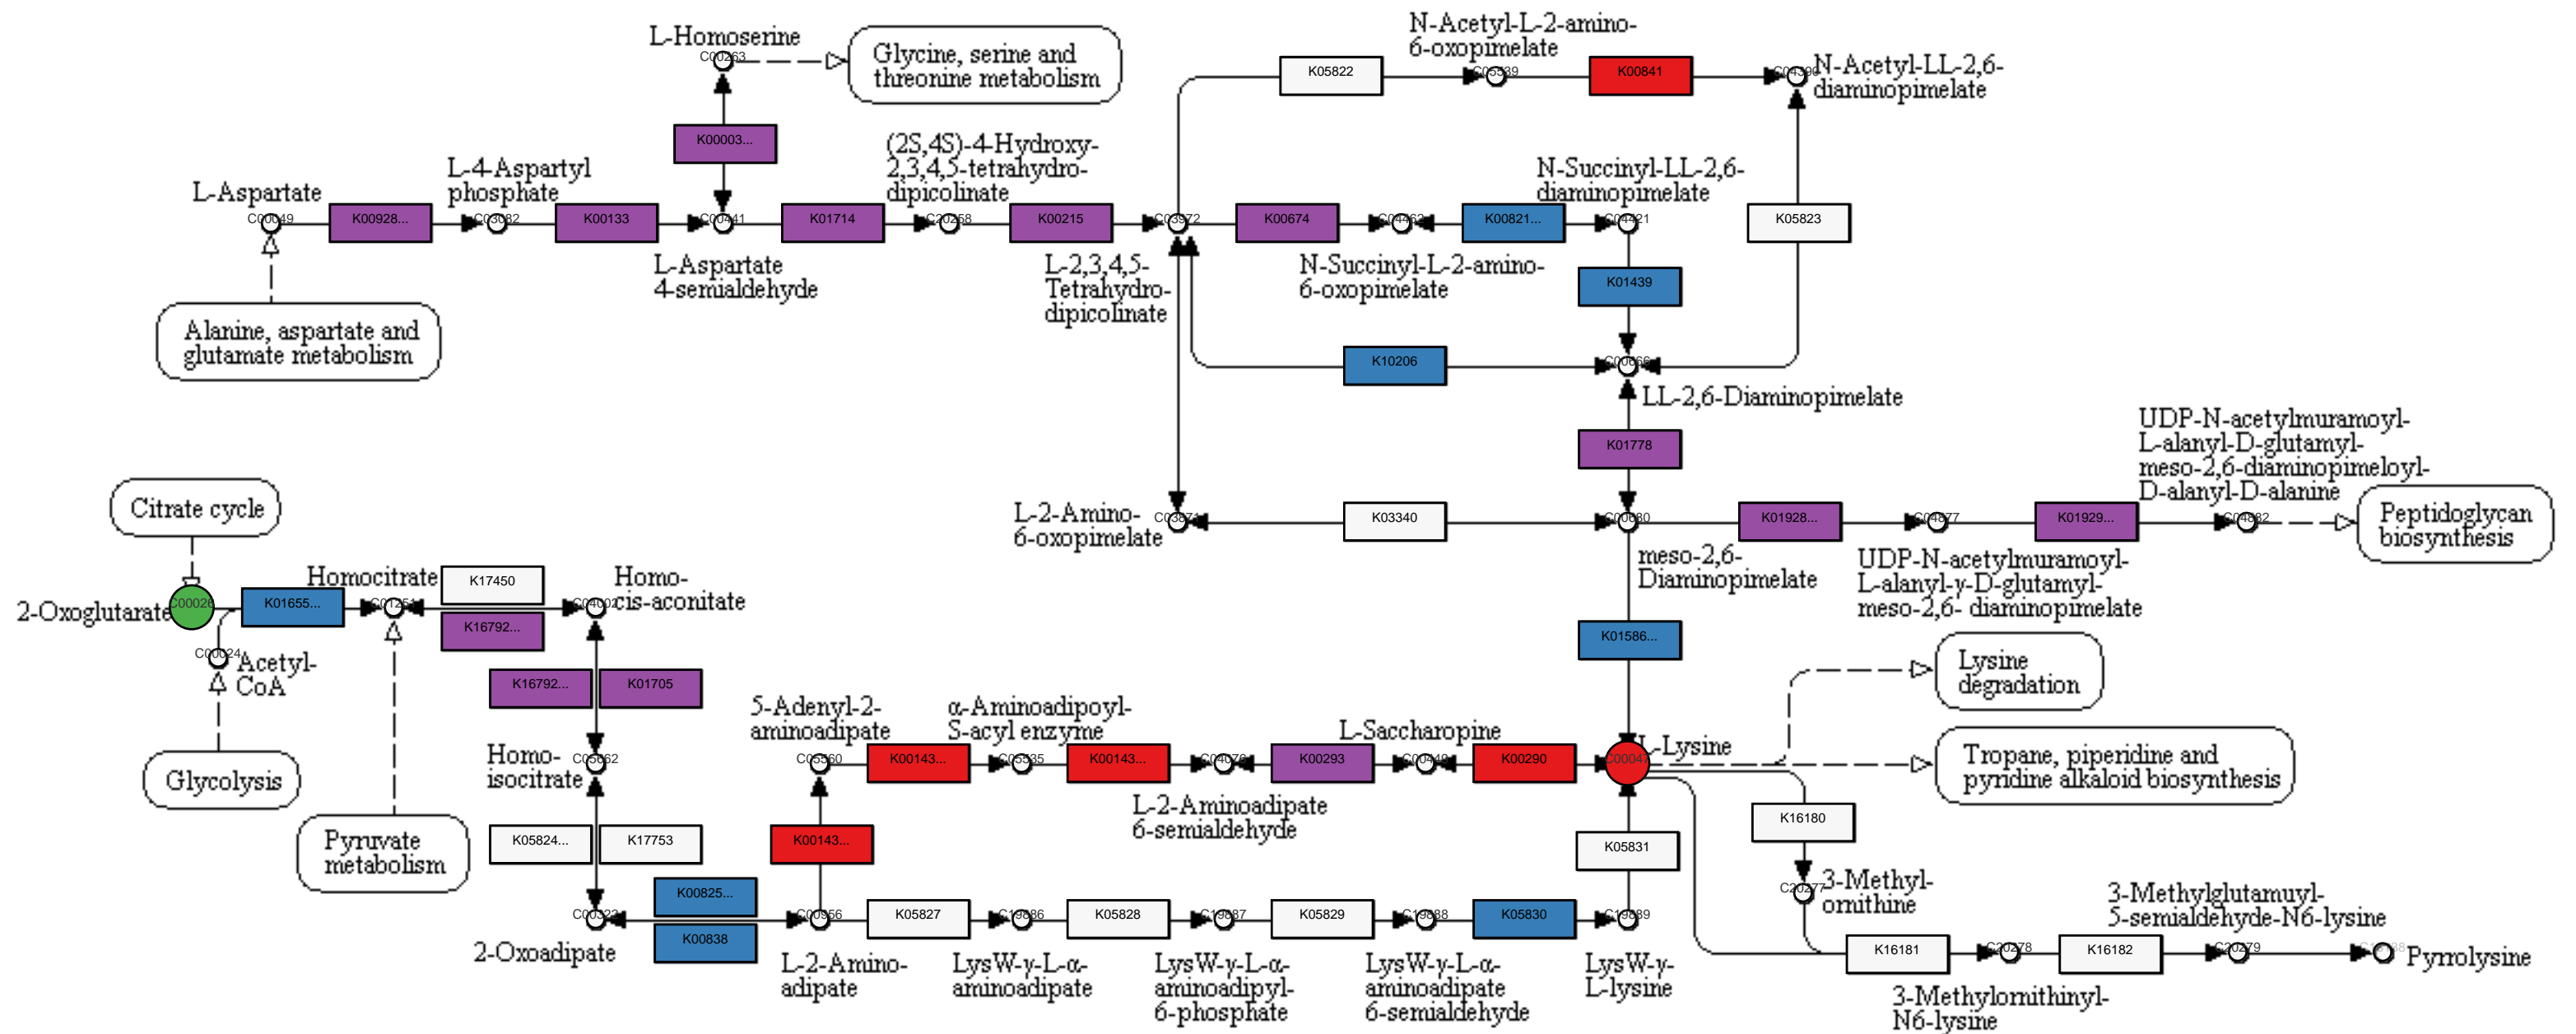 L-Homoserine
C00263
Glycine, serine and
threonine metabolism
N-Acetyl-L-2-amino-
6-oxopimelate
K05822
C05539
K00841
C04390
N-Acetyl-LL-2,6-
diaminopimelate
K00003...
L-Aspartate
C00049
K00928...
L-4-Aspartyl
phosphate
C03082
K00133
C00441
L-Aspartate
4-semialdehyde
K01714
(2S,4S)-4-Hydroxy-
2,3,4,5-tetrahydro-
dipicolinate
C20258
K00215
C03972
L-2,3,4,5-
Tetrahydro-
dipicolinate
K00674
C04462
N-Succinyl-L-2-amino-
6-oxopimelate
K00821...
N-Succinyl-LL-2,6-
diaminopimelate
C04421
K05823
K01439
Alanine, aspartate and
glutamate metabolism
K10206
C00666
LL-2,6-Diaminopimelate
K01778
UDP-N-acetylmuramoyl-
L-alanyl-D-glutamyl-
meso-2,6-diaminopimeloyl-
D-alanyl-D-alanine
L-2-Amino-
6-oxopimelate
C03871
K03340
C00680
meso-2,6-
Diaminopimelate
K01928...
C04877
UDP-N-acetylmuramoyl-
L-alanyl-γ-D-glutamyl-
meso-2,6- diaminopimelate
K01929...
C04882
Peptidoglycan
biosynthesis
Citrate cycle
2-Oxoglutarate
C00026
K01655...
Homocitrate
C01251
K17450
K16792...
Homo-
cis-aconitate
C04002
C00024
Acetyl-
CoA
Glycolysis
K16792...
K01705
K01586...
Lysine
degradation
Homo-
isocitrate
C05662
5-Adenyl-2-
aminoadipate
C05560
K00143...
α-Aminoadipoyl-
S-acyl enzyme
C05535
K00143...
C04076
L-2-Aminoadipate
6-semialdehyde
K00293
L-Saccharopine
C00449
K00290
C00047
L-Lysine
Tropane, piperidine and
pyridine alkaloid biosynthesis
Pyruvate
metabolism
K05824...
K17753
K00143...
K05831
K16180
C00322
2-Oxoadipate
K00825...
K00838
C00956
L-2-Amino-
adipate
K05827
C19886
LysW-γ-L-α-
aminoadipate
K05828
C19887
LysW-γ-L-α-
aminoadipyl-
6-phosphate
K05829
C19888
LysW-γ-L-α-
aminoadipate
6-semialdehyde
K05830
C19889
LysW-γ-
L-lysine
C20277
3-Methyl-
ornithine
K16181
C20278
3-Methylornithinyl-
N6-lysine
K16182
3-Methylglutamuyl-
5-semialdehyde-N6-lysine
C20279
Pyrrolysine